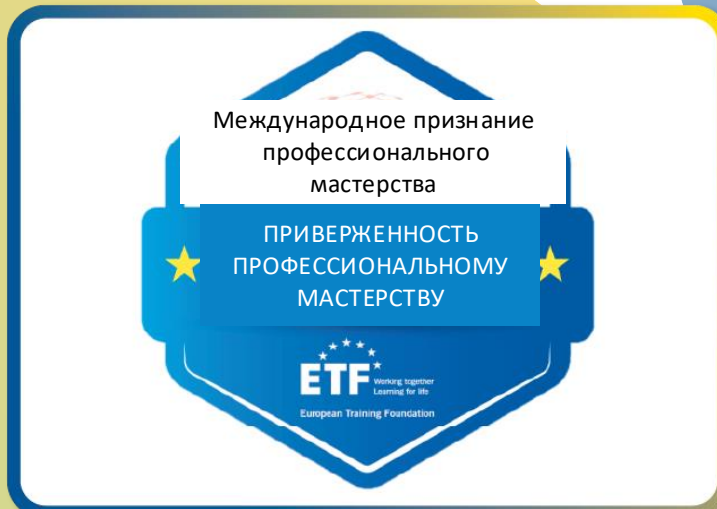 Международное признание
профессионального
мастерства
ПРИВЕРЖЕННОСТЬ
ПРОФЕССИОНАЛЬНОМУ
МАСТЕРСТВУ
ETF
Working together
Learning for life
European Training Foundation